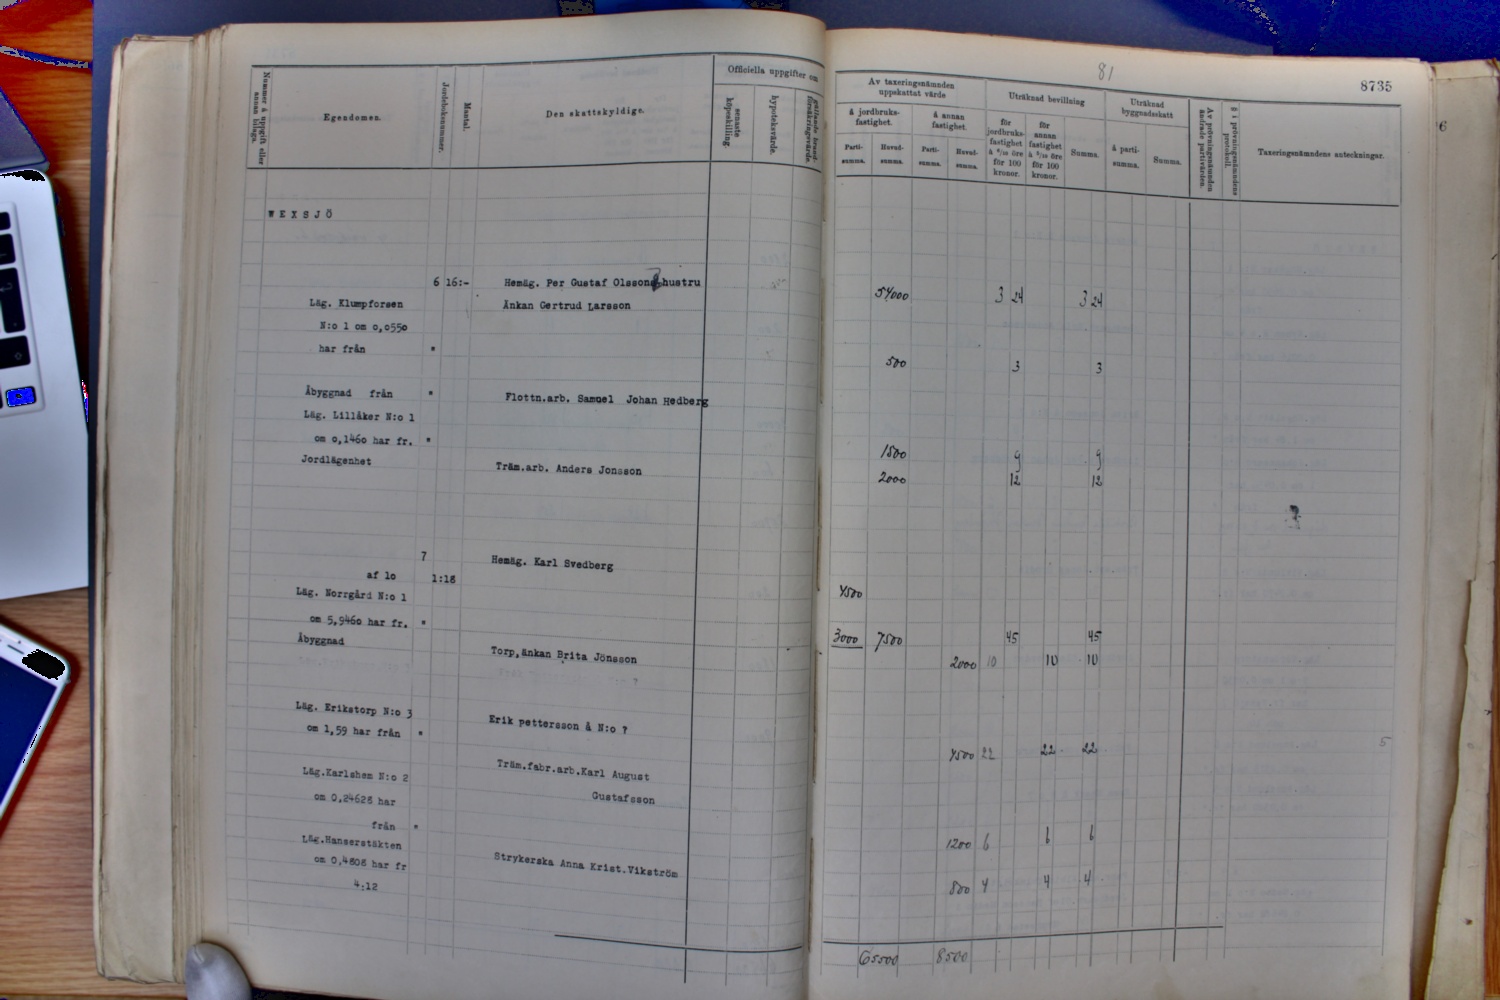 81
8735
Nummer å uppgift eller annan bilaga.
Egendomen.
Jordeboksnummer.
Mantal.
Den skattskyldige.
Officiella uppgifter om
senaste köpeskilling.
hypoteksvärde.
gällande brandförsäkringsvärde.
Av taxeringsnämnden uppskattat värde
å jordbruksfastighet.
å annan fastighet.
Partisumma.
Huvudsumma.
Partisumma.
Huvudsumma.
Uträknad bevillning
för jordbruksfastighet à 6/10 öre för 100 kronor.
för annan fastighet à 5/10 öre för 100 kronor.
Summa.
Uträknad byggnadsskatt
å partisumma.
Summa.
Av prövningsnämnden ändrade partivärden.
§ i prövningsnämndens protokoll.
Taxeringsnämndens anteckningar.
WEXSJÖ
6 16:- Hemäg. Per Gustaf Olssons hustru
Läg. Klumpforsen Änkan Gertrud Larsson 54000 3 24 3 24
N:o 1 om 0,0550
har från " 500 3 3
Åbyggnad från " Flottn.arb. Samuel Johan Hedberg
Läg. Lillåker N:o 1
om 0,1460 har fr. " 1500 9 9
Jordlägenhet Träm.arb. Anders Jonsson 2000 12 12
7 Hemäg. Karl Svedberg
af 10 1:18
Läg. Norrgård N:o 1 4500
om 5,9460 har fr. " 3000 7500 45 45
Åbyggnad Torp,änkan Brita Jönsson 2000 10 10 10
Läg. Erikstorp N:o 3 Erik pettersson å N:o 7
om 1,59 har från " 4500 22 22 22
5
Läg.Karlshem N:o 2 Träm.fabr.arb.Karl August
om 0,24628 har Gustafsson
från " 1200 6 6 6
Läg.Hanserstäkten Strykerska Anna Krist.Vikström
om 0,4808 har fr 800 4 4 4
4:12
65500 8500
6